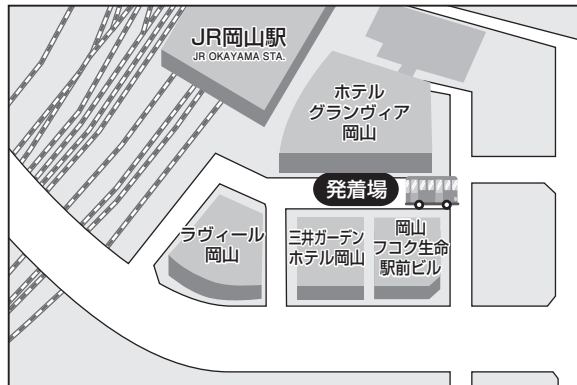 JR岡山駅
JR OKAYAMA STA.
ホテル
グランヴィア
岡山
発着場
ラヴィール
岡山
三井ガーデン
ホテル岡山
岡山
フコク生命
駅前ビル